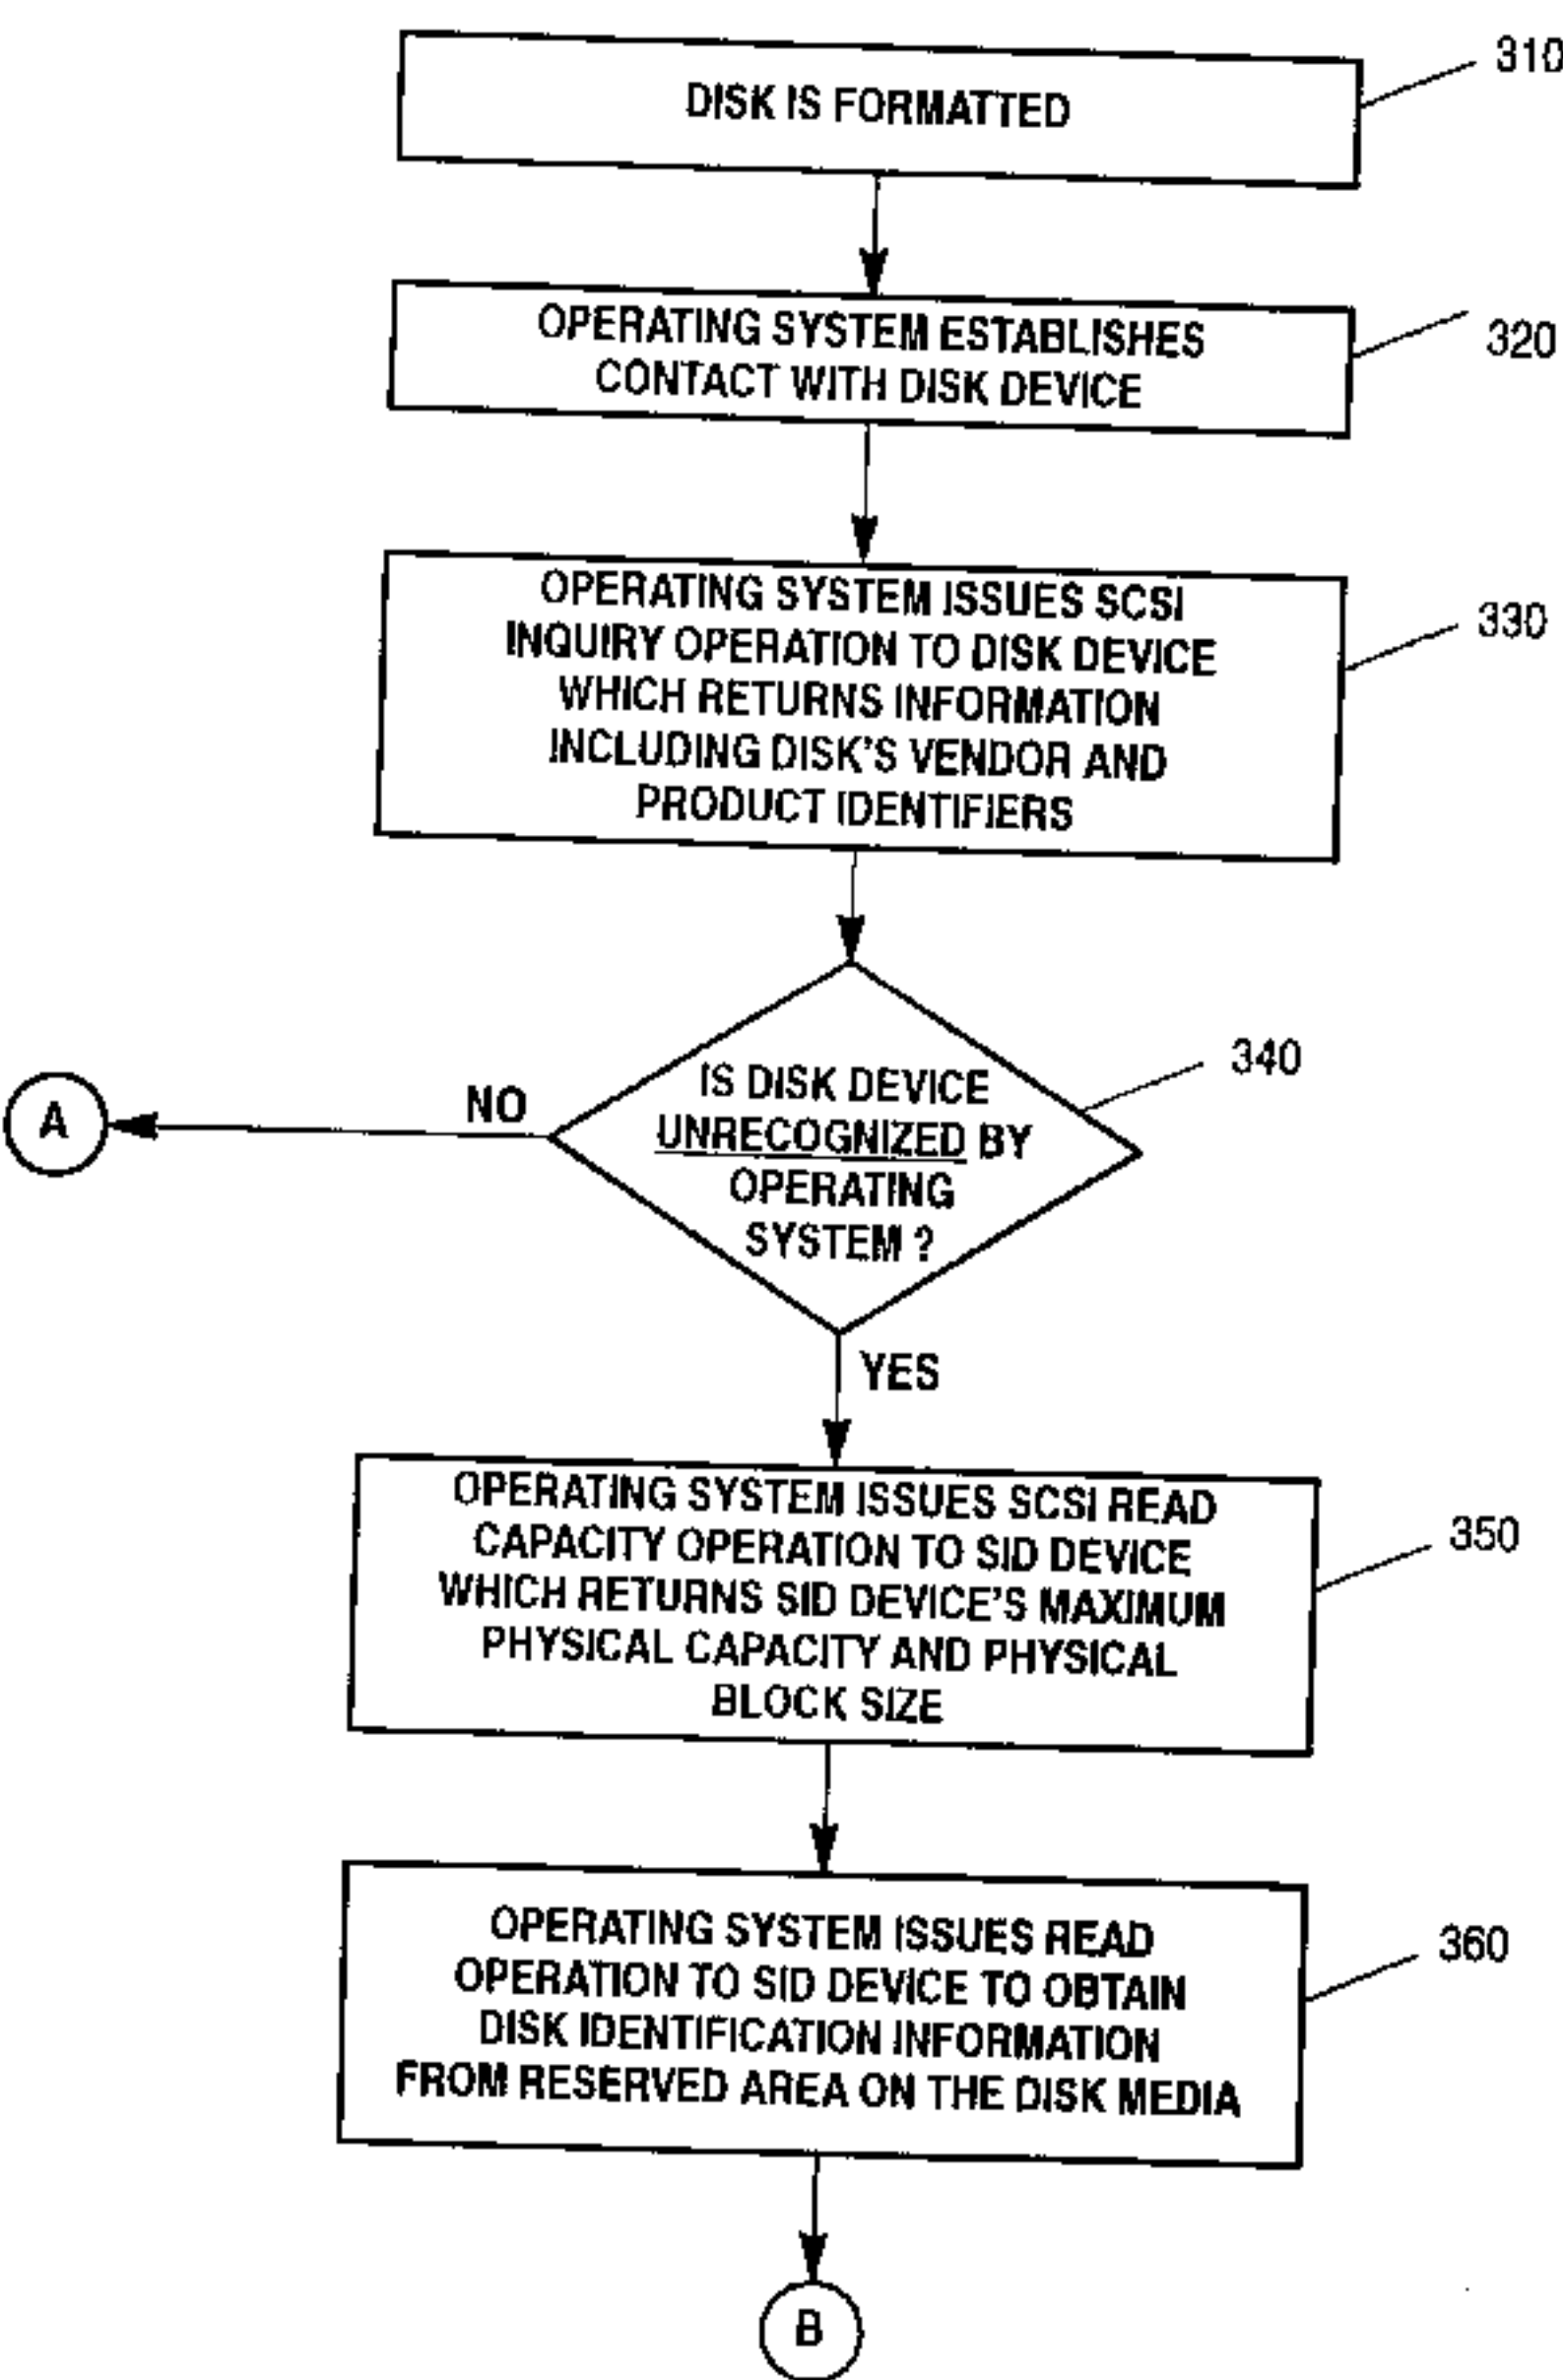 DISK IS FORMATTED
310
OPERATING SYSTEM ESTABLISHES
CONTACT WITH DISK DEVICE
320
OPERATING SYSTEM ISSUES SCSI
INQUIRY OPERATION TO DISK DEVICE
WHICH RETURNS INFORMATION
INCLUDING DISK'S VENDOR AND
PRODUCT IDENTIFIERS
330
IS DISK DEVICE
UNRECOGNIZED BY
OPERATING
SYSTEM ?
340
NO
A
YES
OPERATING SYSTEM ISSUES SCSI READ
CAPACITY OPERATION TO SID DEVICE
WHICH RETURNS SID DEVICE'S MAXIMUM
PHYSICAL CAPACITY AND PHYSICAL
BLOCK SIZE
350
OPERATING SYSTEM ISSUES READ
OPERATION TO SID DEVICE TO OBTAIN
DISK IDENTIFICATION INFORMATION
FROM RESERVED AREA ON THE DISK MEDIA
360
B